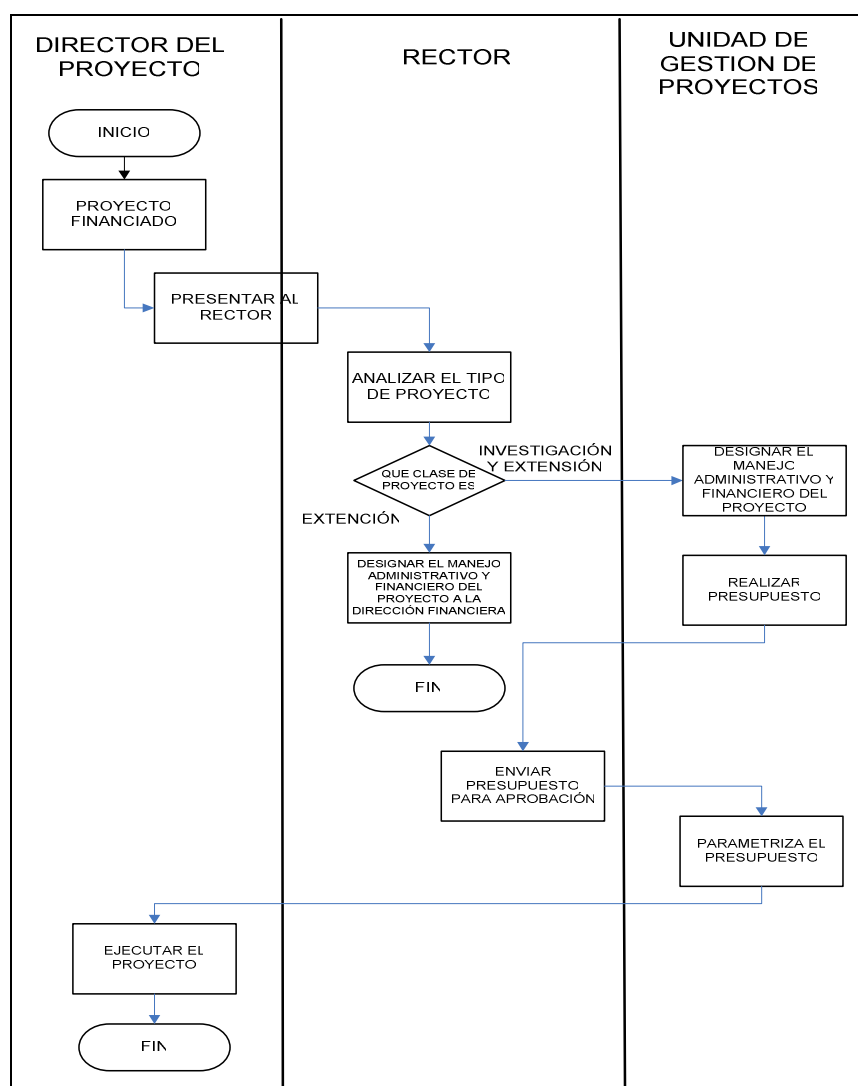 DIRECTOR DEL
PROYECTO
RECTOR
UNIDAD DE
GESTION DE
PROYECTOS
INICIO
PROYECTO
FINANCIADO
PRESENTAR AL
RECTOR
ANALIZAR EL TIPO
DE PROYECTO
QUE CLASE DE
PROYECTO ES
INVESTIGACIÓN
Y EXTENSIÓN
DESIGNAR EL
MANEJO
ADMINISTRATIVO Y
FINANCIERO DEL
PROYECTO
EXTENCIÓN
DESIGNAR EL MANEJO
ADMINISTRATIVO Y
FINANCIERO DEL
PROYECTO A LA
DIRECCIÓN FINANCIERA
REALIZAR
PRESUPUESTO
FIN
ENVIAR
PRESUPUESTO
PARA APROBACIÓN
PARAMETRIZA EL
PRESUPUESTO
EJECUTAR EL
PROYECTO
FIN